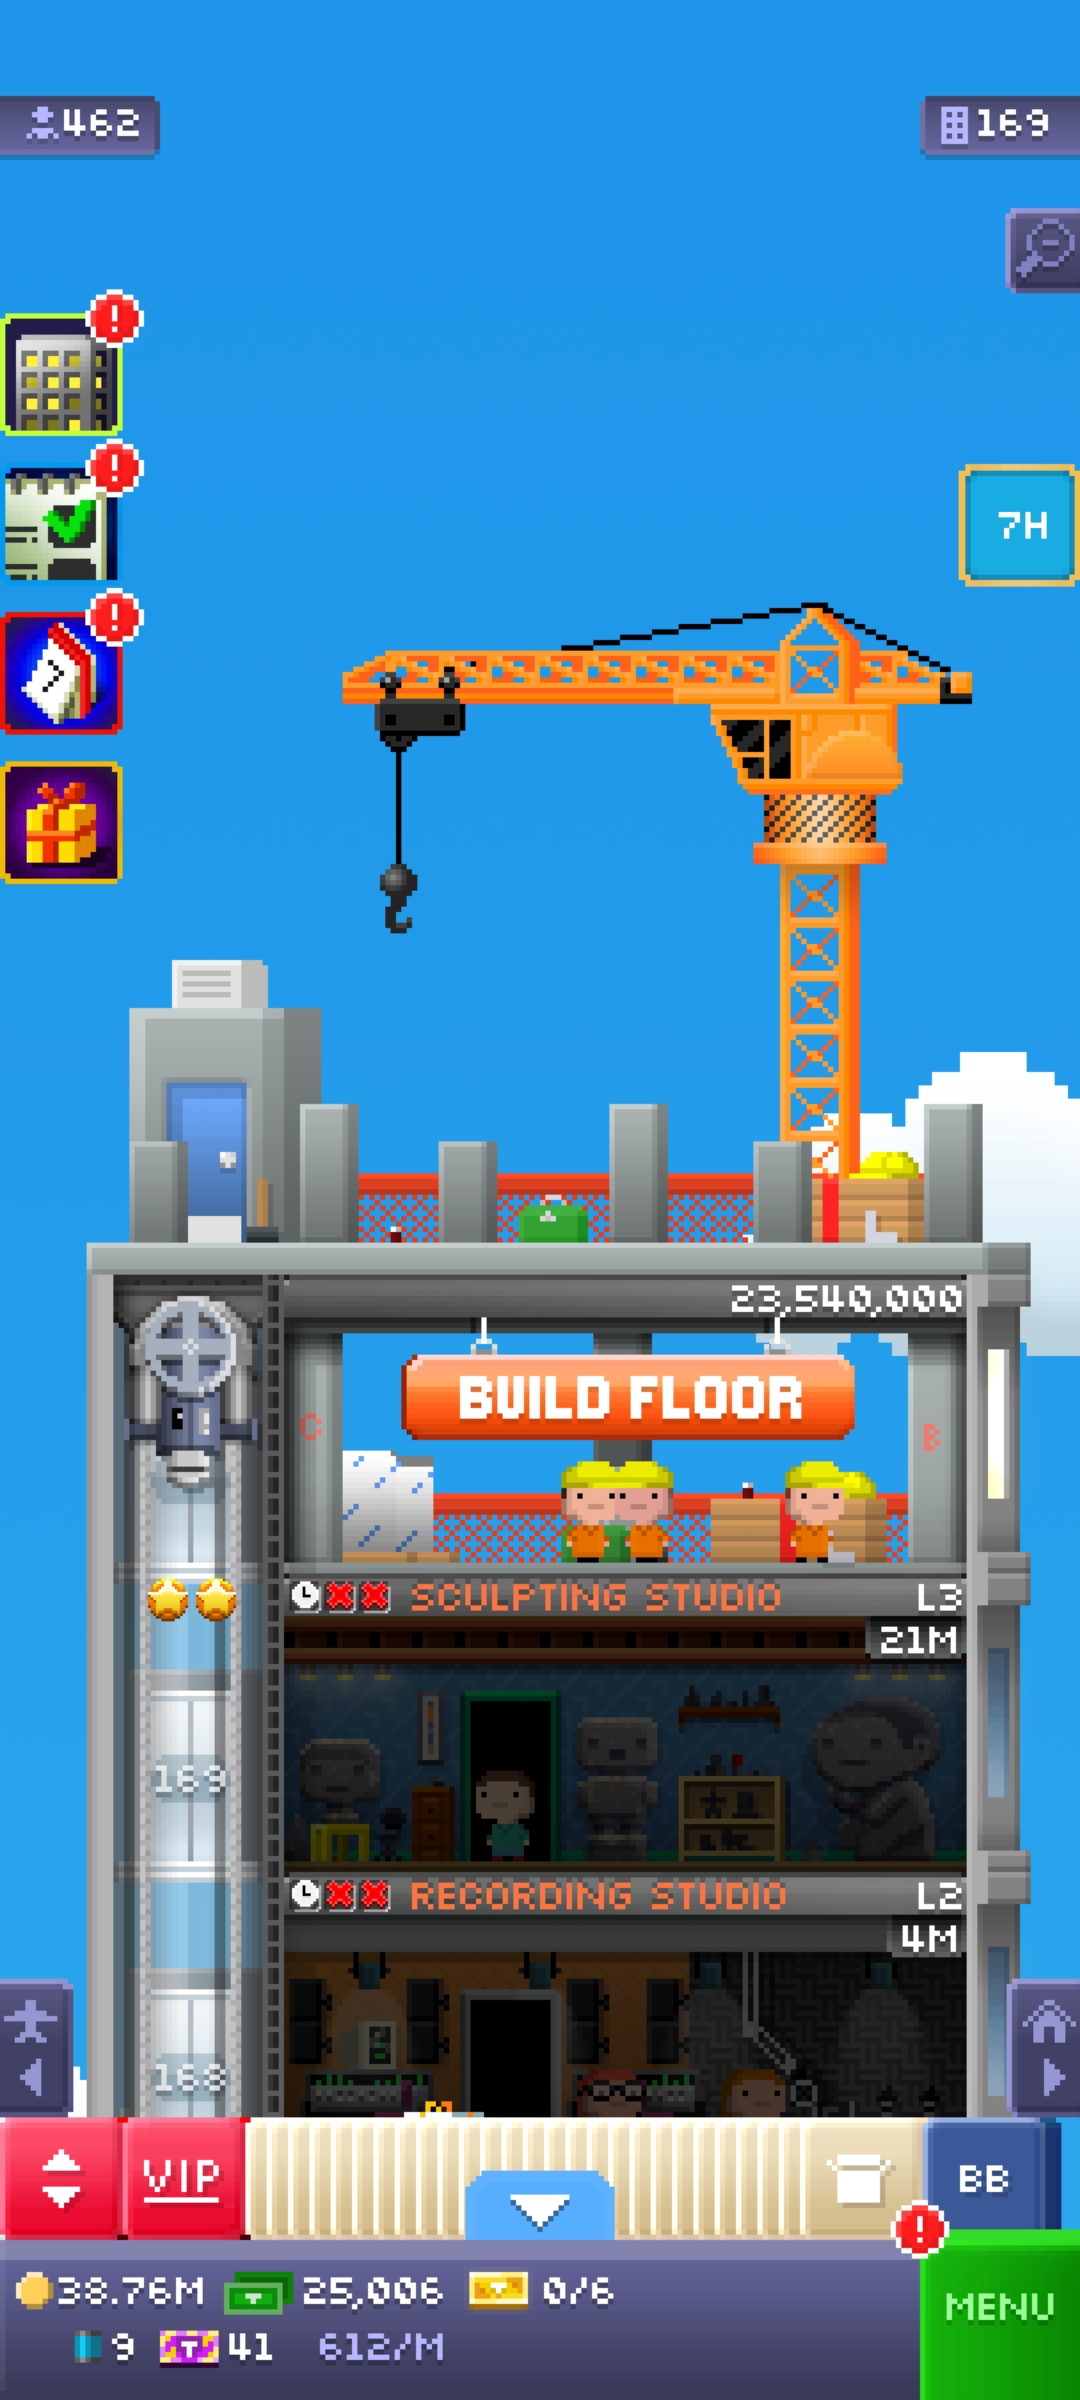 462
169
7H
23,540,000
BUILD FLOOR
C
B
SCULPTING STUDIO L3
21M
169
RECORDING STUDIO L2
4M
168
VIP
BB
38.76M 25,006 0/6
MENU
9 T 41 612/M